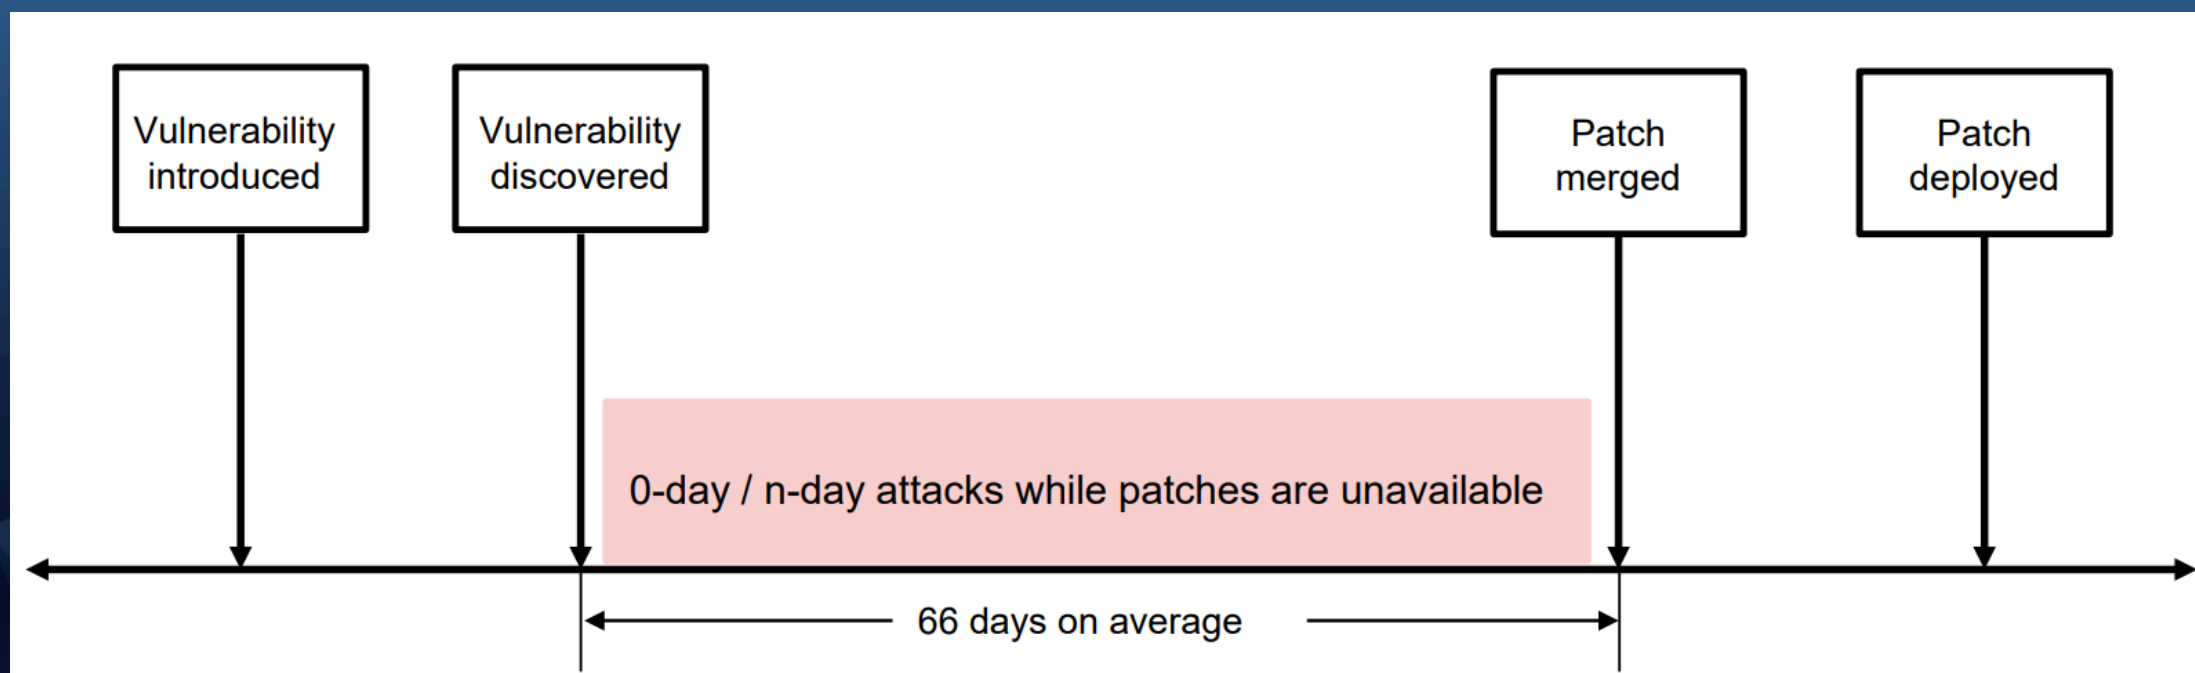 Vulnerability
introduced
Vulnerability
discovered
Patch
merged
Patch
deployed
0-day / n-day attacks while patches are unavailable
66 days on average